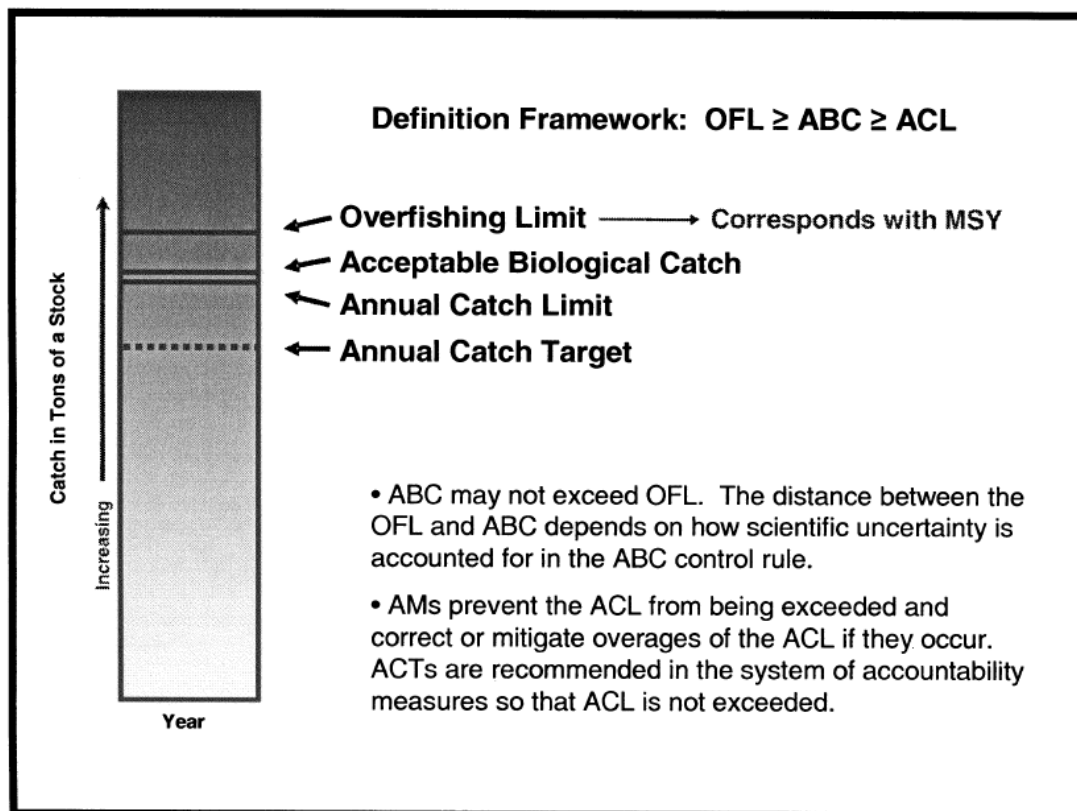 Definition Framework: OFL ≥ ABC ≥ ACL
Overfishing Limit
Corresponds with MSY
Acceptable Biological Catch
Annual Catch Limit
Annual Catch Target
Catch in Tons of a Stock
Increasing
Year
• ABC may not exceed OFL. The distance between the
OFL and ABC depends on how scientific uncertainty is
accounted for in the ABC control rule.
• AMs prevent the ACL from being exceeded and
correct or mitigate overages of the ACL if they occur.
ACTs are recommended in the system of accountability
measures so that ACL is not exceeded.